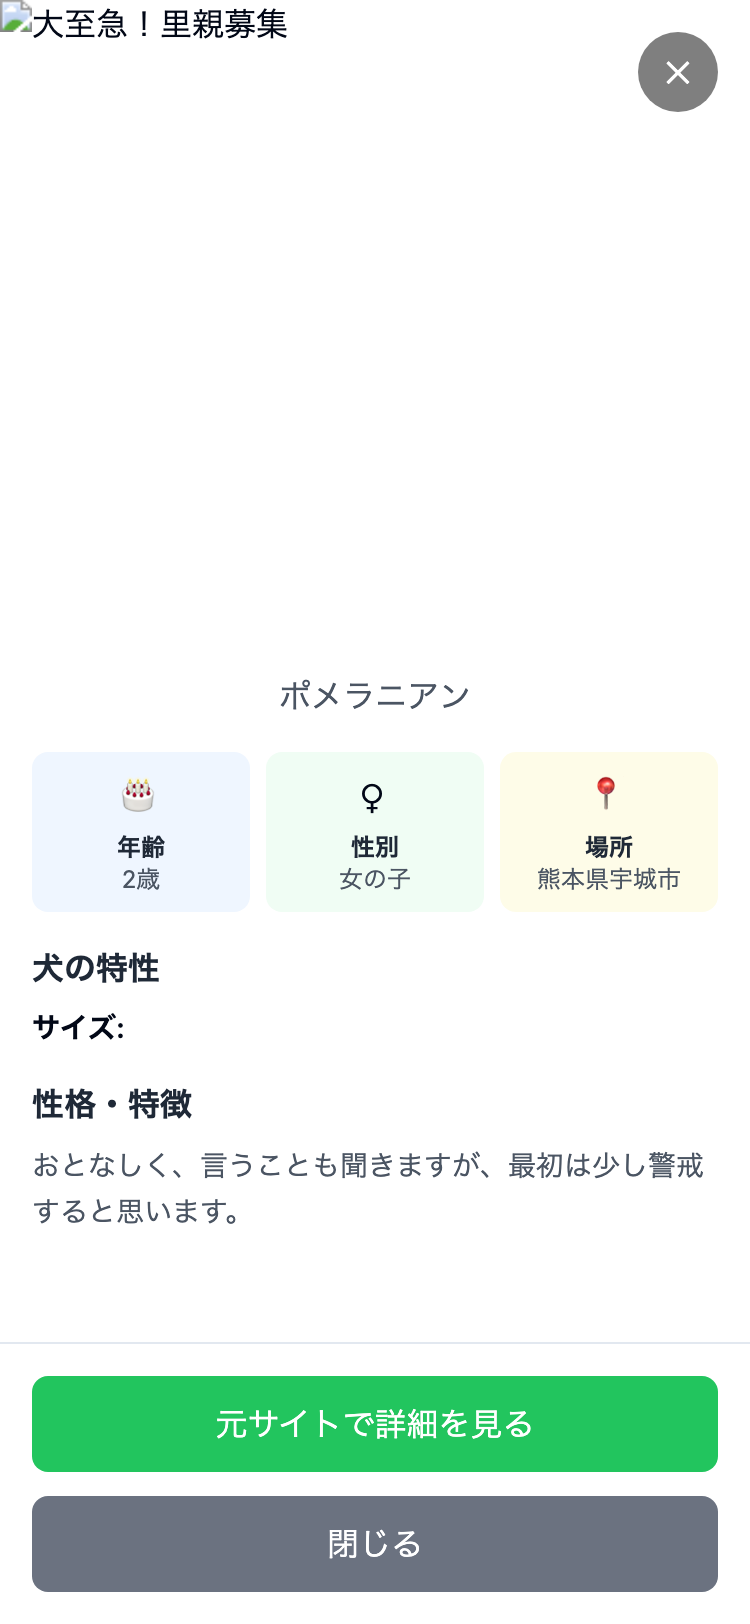 大至急！里親募集
ポメラニアン
年齢
2歳
性別
女の子
場所
熊本県宇城市
犬の特性
サイズ:
性格・特徴
おとなしく、言うことも聞きますが、最初は少し警戒
すると思います。
元サイトで詳細を見る
閉じる